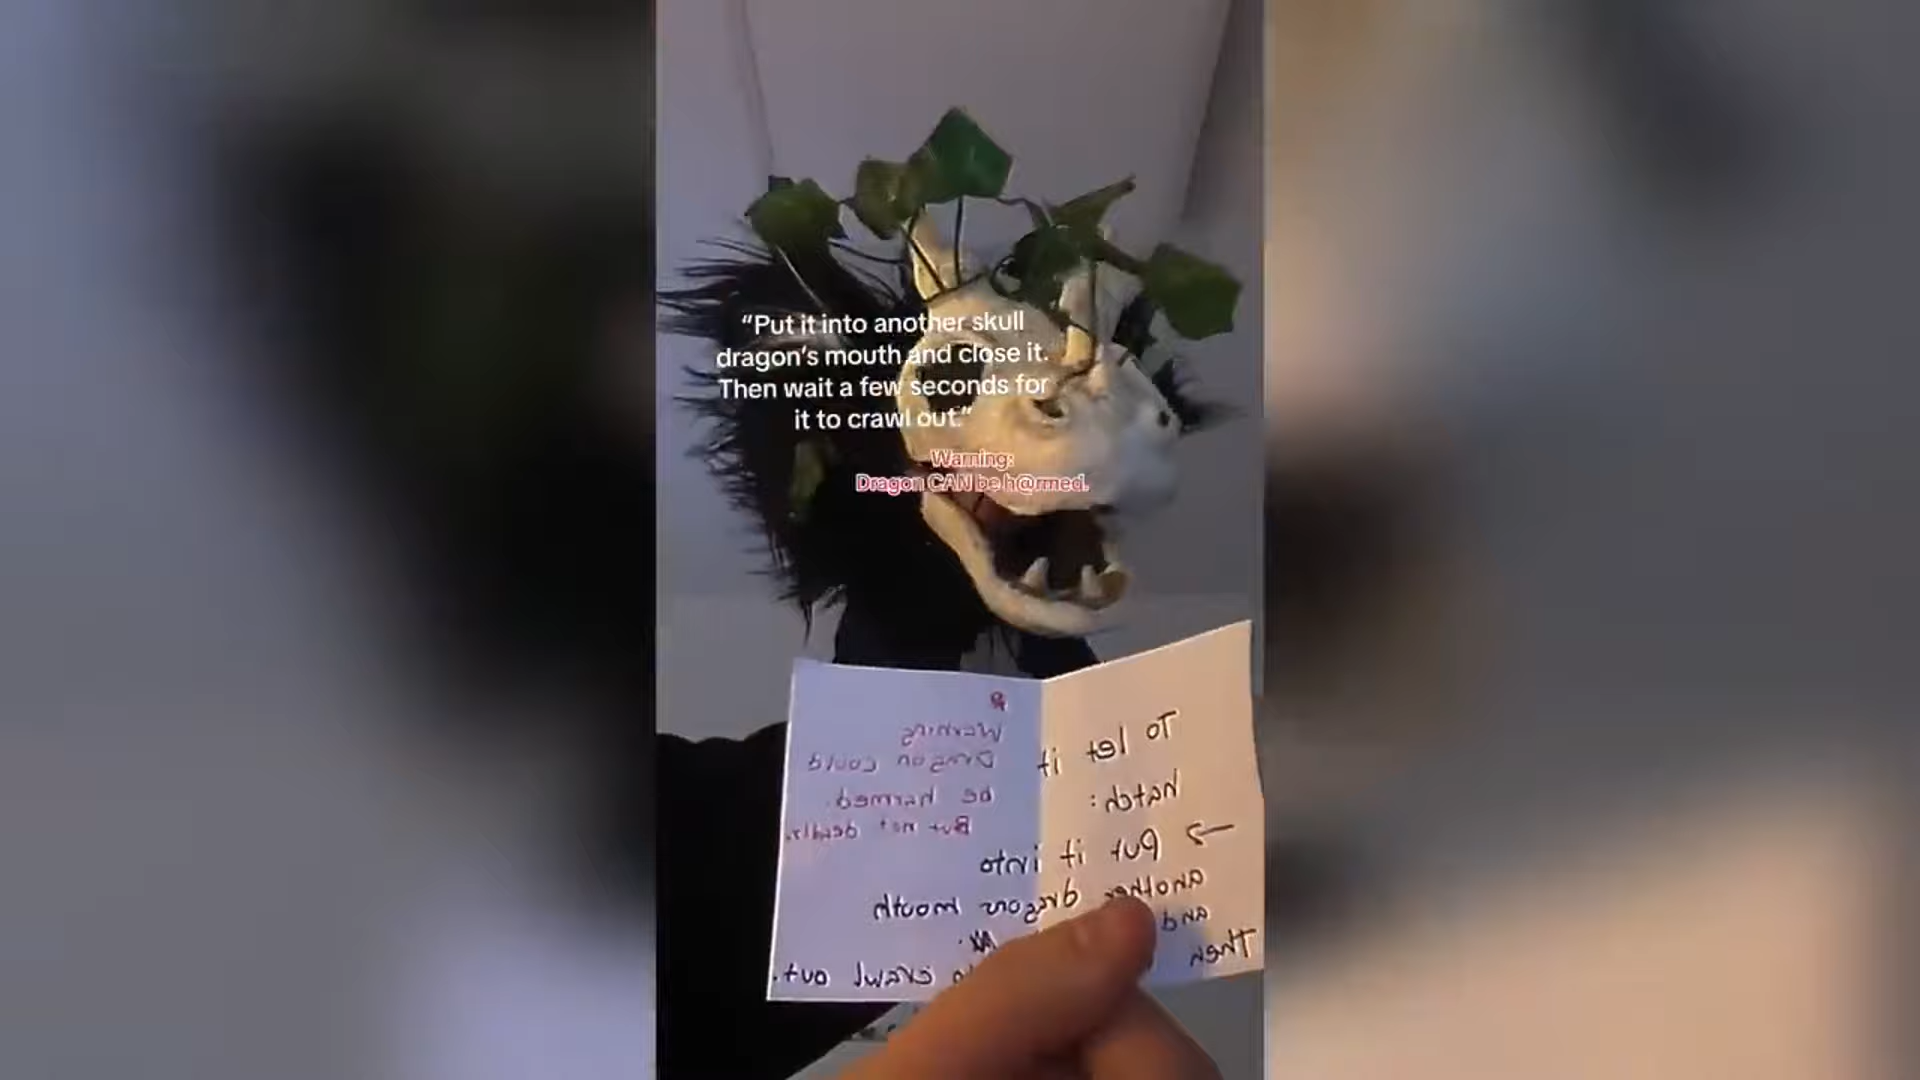 “Put it into another skull
dragon’s mouth and close it.
Then wait a few seconds for
it to crawl out.”
Warning:
Dragon CAN be h@rmed.
Warning
Dragon could
be harmed.
But not deadly.
To let it
hatch:
→ Put it into
another dragons mouth
and
Then
to crawl out.